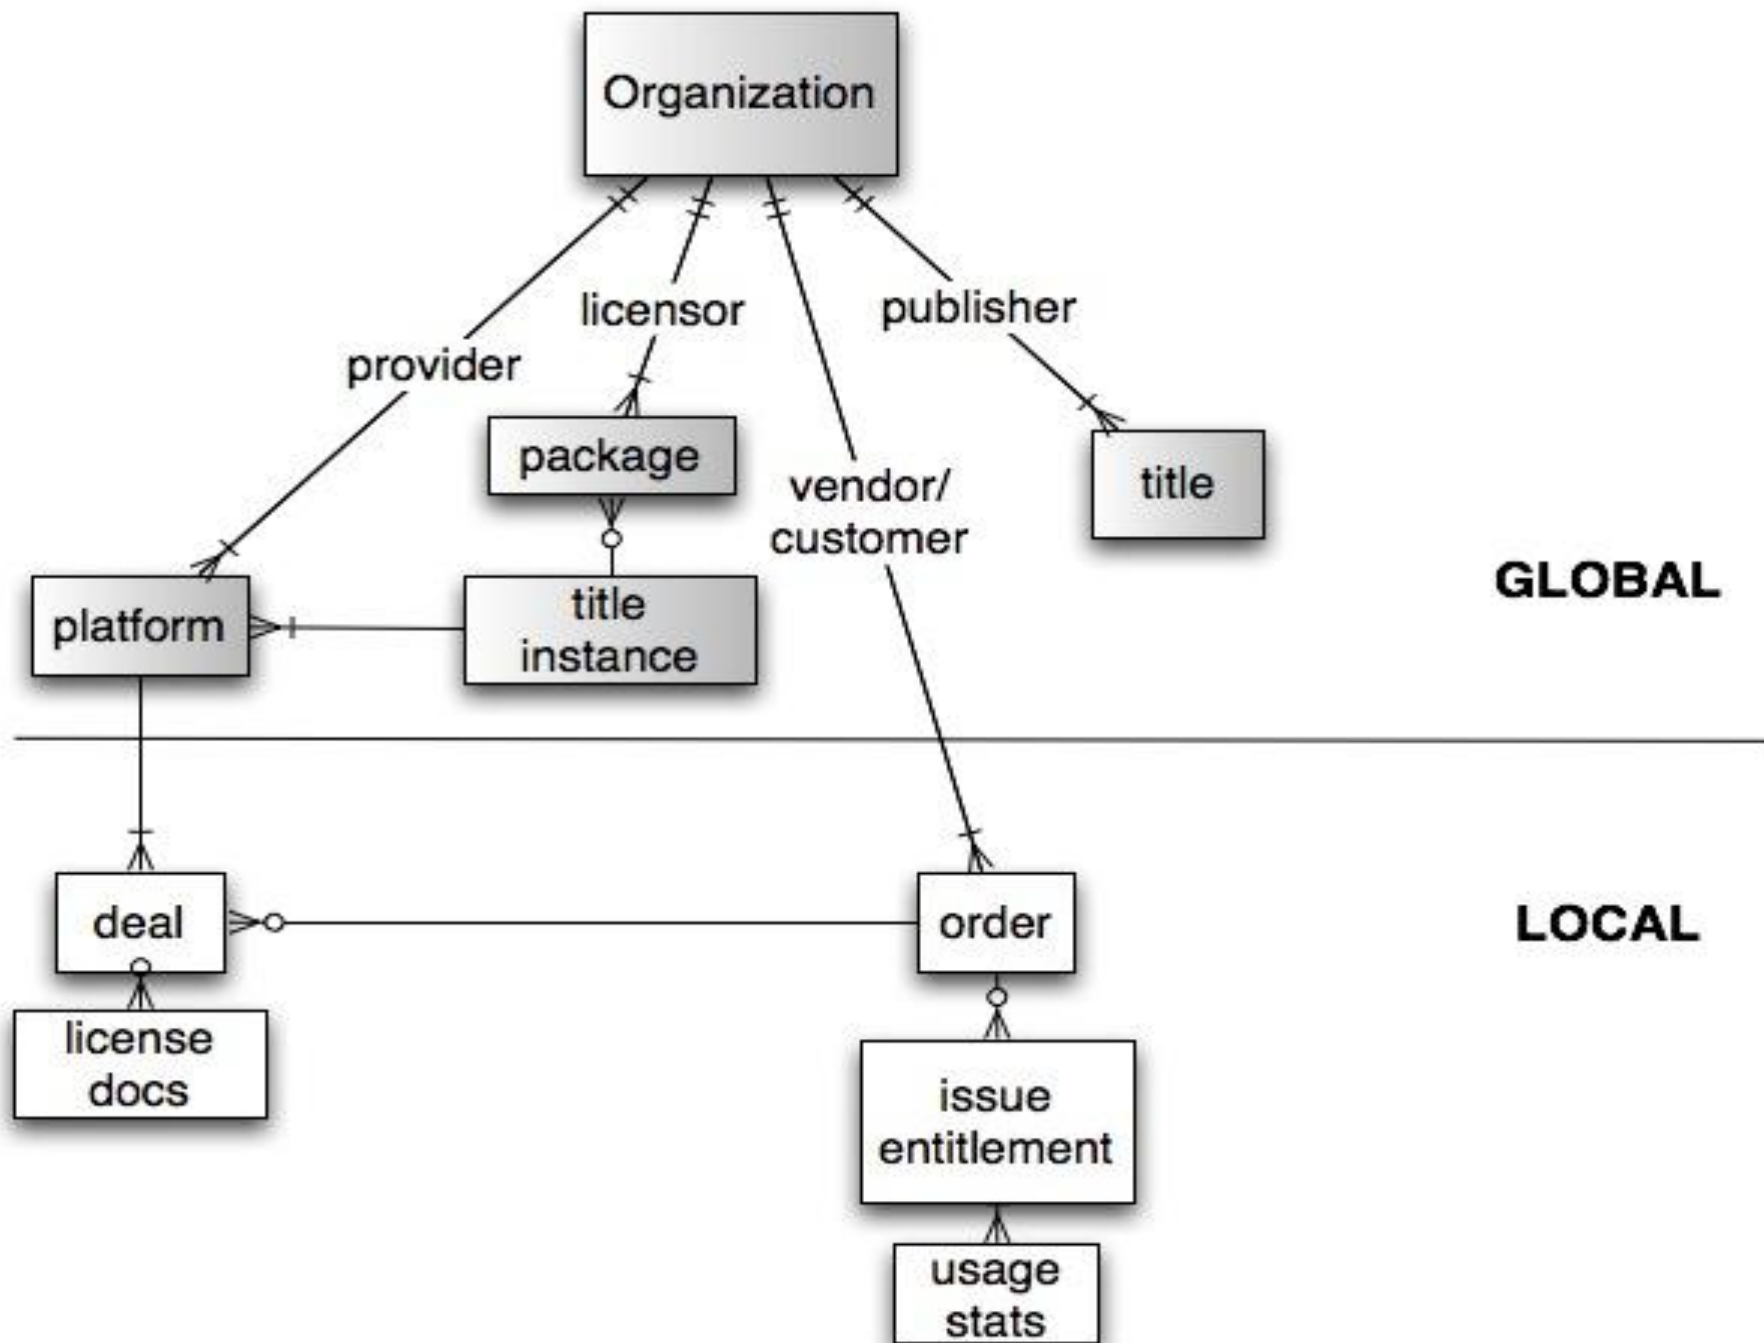 Organization
licensor
publisher
provider
package
vendor/
customer
title
GLOBAL
platform
title
instance
deal
order
LOCAL
license
docs
issue
entitlement
usage
stats